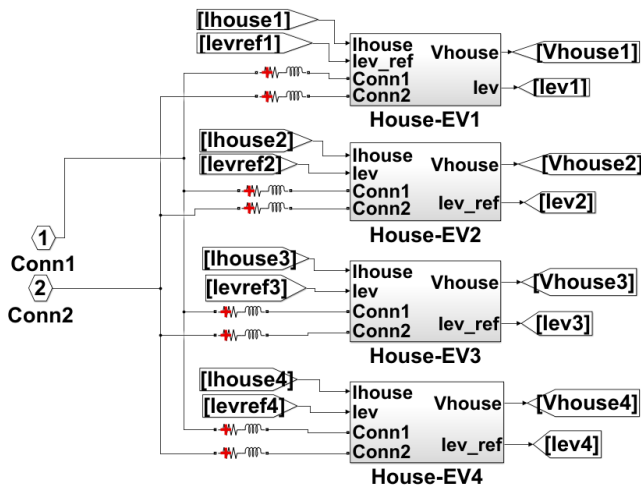 [Ihouse1]
[Ievref1]
Ihouse
Iev_ref
Conn1
Conn2
Vhouse
Iev
[Vhouse1]
[Iev1]
House-EV1
[Ihouse2]
[Ievref2]
Ihouse
Iev
Conn1
Conn2
Vhouse
Iev_ref
[Vhouse2]
[Iev2]
House-EV2
1
Conn1
2
Conn2
[Ihouse3]
[Ievref3]
Ihouse
Iev
Conn1
Conn2
Vhouse
Iev_ref
[Vhouse3]
[Iev3]
House-EV3
[Ihouse4]
[Ievref4]
Ihouse
Iev
Conn1
Conn2
Vhouse
Iev_ref
[Vhouse4]
[Iev4]
House-EV4